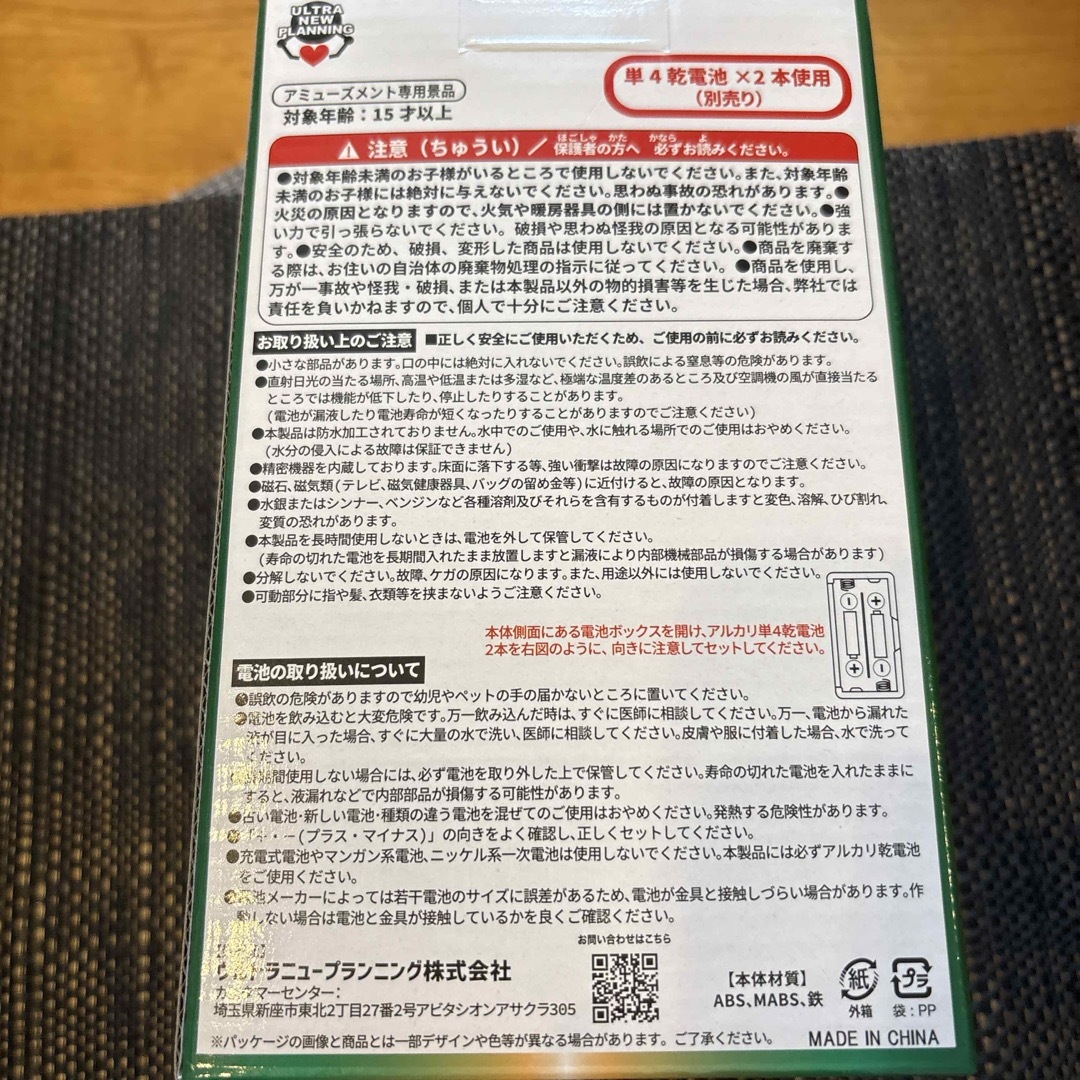 ULTRA
NEW
PLANNING
単4乾電池×2本使用
(別売り)
アミューズメント専用景品
対象年齢：15才以上
注意（ちゅうい）／保護者の方へ 必ずお読みください。
ほごしゃ かた かなら よ
●対象年齢未満のお子様がいるところで使用しないでください。また、対象年齢
未満のお子様には絶対に与えないでください。思わぬ事故の恐れがあります。●
火災の原因となりますので、火気や暖房器具の側には置かないでください。●強
い力で引っ張らないでください。破損や思わぬ怪我の原因となる可能性がありま
す。●安全のため、破損、変形した商品は使用しないでください。●商品を廃棄す
る際は、お住いの自治体の廃棄物処理の指示に従ってください。●商品を使用し、
万が一事故や怪我・破損、または本製品以外の物的損害等を生じた場合、弊社では
責任を負いかねますので、個人で十分にご注意ください。
お取り扱い上のご注意 ■正しく安全にご使用いただくため、ご使用の前に必ずお読みください。
●小さな部品があります。口の中には絶対に入れないでください。誤飲による窒息等の危険があります。
●直射日光の当たる場所、高温や低温または多湿など、極端な温度差のあるところ及び空調機の風が直接当たる
ところでは機能が低下したり、停止したりすることがあります。
(電池が漏液したり電池寿命が短くなったりすることがありますのでご注意ください)
●本製品は防水加工されておりません。水中でのご使用や、水に触れる場所でのご使用はおやめください。
(水分の侵入による故障は保証できません)
●精密機器を内蔵しております。床面に落下する等、強い衝撃は故障の原因になりますのでご注意ください。
●磁石、磁気類(テレビ、磁気健康器具、バッグの留め金等)に近付けると、故障の原因となります。
●水銀またはシンナー、ベンジンなど各種溶剤及びそれらを含有するものが付着しますと変色、溶解、ひび割れ、
変質の恐れがあります。
●本製品を長時間使用しないときは、電池を外して保管してください。
(寿命の切れた電池を長期間入れたまま放置しますと漏液により内部機械部品が損傷する場合があります)
●分解しないでください。故障、ケガの原因になります。また、用途以外には使用しないでください。
●可動部分に指や髪、衣類等を挟まないようご注意ください。
本体側面にある電池ボックスを開け、アルカリ単4乾電池
2本を右図のように、向きに注意してセットしてください。
電池の取り扱いについて
●誤飲の危険がありますので幼児やペットの手の届かないところに置いてください。
●電池を飲み込むと大変危険です。万一飲み込んだ時は、すぐに医師に相談してください。万一、電池から漏れた
液が目に入った場合、すぐに大量の水で洗い、医師に相談してください。皮膚や服に付着した場合、水で洗って
ください。
期間使用しない場合には、必ず電池を取り外した上で保管してください。寿命の切れた電池を入れたままに
すると、液漏れなどで内部部品が損傷する可能性があります。
●古い電池・新しい電池・種類の違う電池を混ぜてのご使用はおやめください。発熱する危険性があります。
(プラス・マイナス)」の向きをよく確認し、正しくセットしてください。
●充電式電池やマンガン系電池、ニッケル系一次電池は使用しないでください。本製品には必ずアルカリ乾電池
をご使用ください。
●電池メーカーによっては若干電池のサイズに誤差があるため、電池が金具と接触しづらい場合があります。作
動しない場合は電池と金具が接触しているかを良くご確認ください。
お問い合わせはこちら
ウルトラニュープランニング株式会社
カスタマーセンター：
埼玉県新座市東北2丁目27番2号アビタシオンアサクラ305
【本体材質】
ABS、MABS、鉄
紙
外箱
プラ
袋：PP
※パッケージの画像と商品とは一部デザインや色等が異なる場合があります。ご了承ください。
MADE IN CHINA